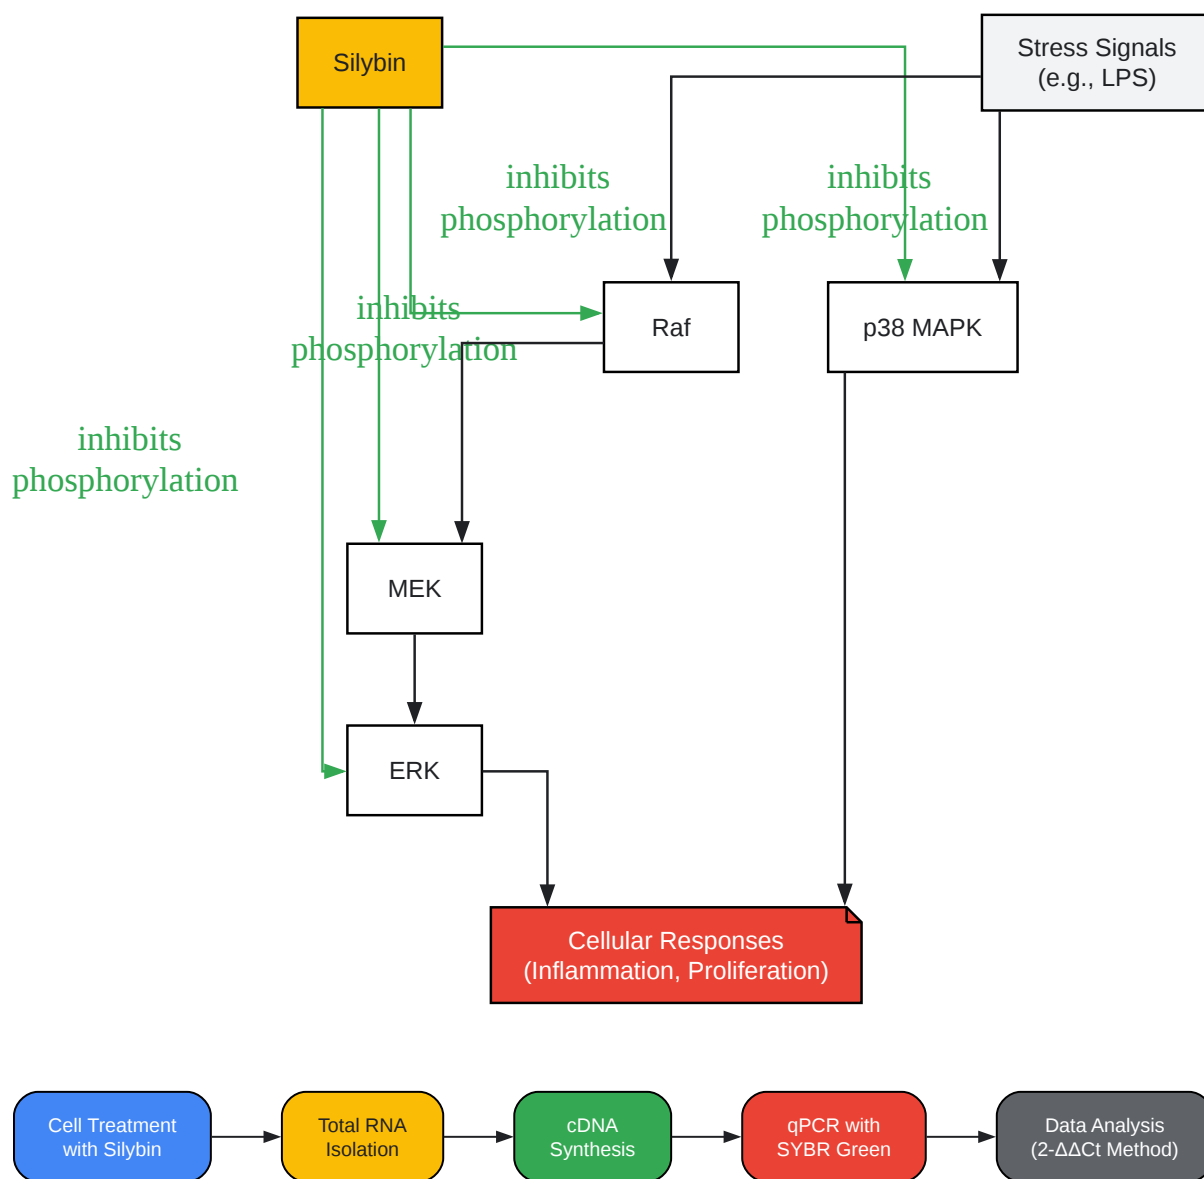 Silybin
Stress Signals
(e.g., LPS)
inhibits
phosphorylation
inhibits
phosphorylation
inhibits
phosphorylation
Raf
p38 MAPK
inhibits
phosphorylation
MEK
ERK
Cellular Responses
(Inflammation, Proliferation)
Cell Treatment
with Silybin
Total RNA
Isolation
cDNA
Synthesis
qPCR with
SYBR Green
Data Analysis
(2-ΔΔCt Method)